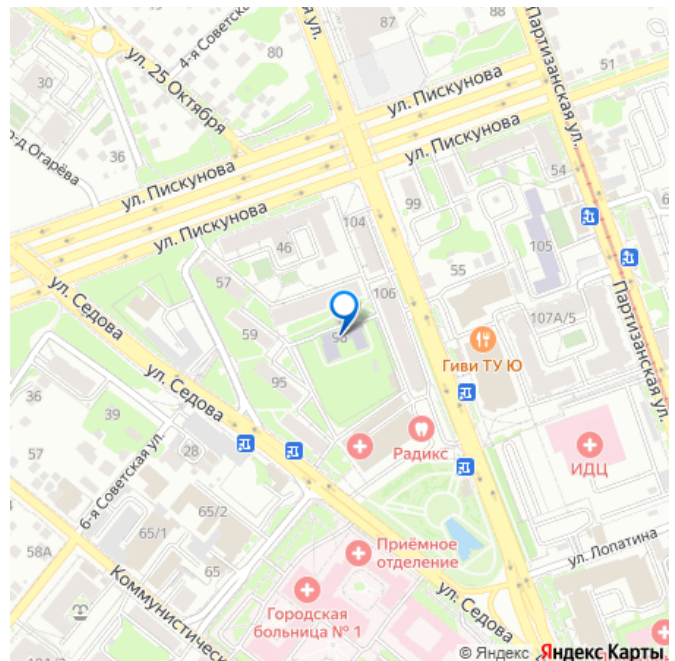 87
88
Партизанская ул.
ул.
4-я Советска
80
51
ул. 25 Октября
30
ул. Пискунова
36
р-д Огарёва
ул. Пискунова
ул. Пискунова
54
99
104
ул. Пискунова
46
105
57
55
106
ул. Седова
Партизанская ул.
59
107А/5
Гиви ТУ Ю
ул. Седова
95
36
39
Радикс
57
28
ИДЦ
6-я Советская ул.
65/2
65/1
Приёмное
отделение
ул. Лопатина
58А
65
Коммунистическ
Городская
больница № 1
ул. Седова
© Яндекс Яндекс Карты